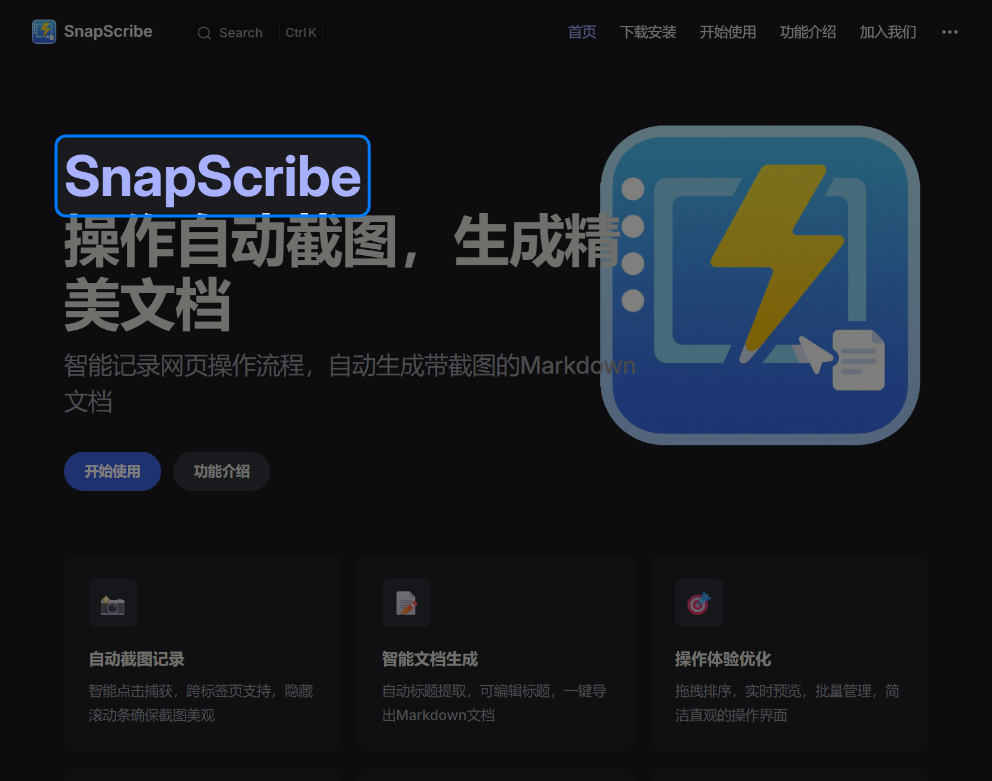 SnapScribe
Search
Ctrl K
首页
下载安装
开始使用
功能介绍
加入我们
SnapScribe
操作自动截图，生成精
美文档
智能记录网页操作流程，自动生成带截图的Markdown
文档
开始使用
功能介绍
自动截图记录
智能点击捕获，跨标签页支持，隐藏
滚动条确保截图美观
智能文档生成
自动标题提取，可编辑标题，一键导
出Markdown文档
操作体验优化
拖拽排序，实时预览，批量管理，简
洁直观的操作界面